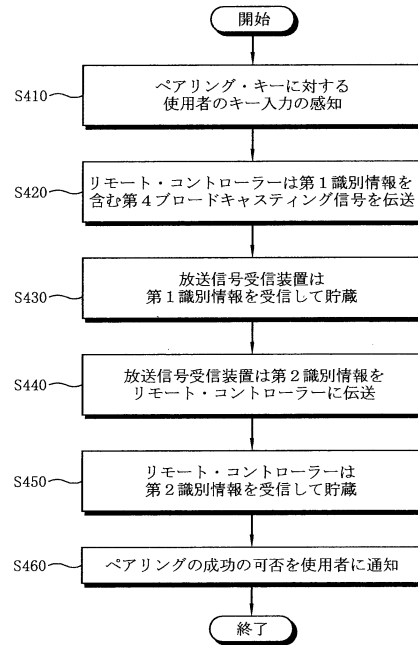 開始
S410
ペアリング・キーに対する
使用者のキー入力の感知
S420
リモート・コントローラーは第1識別情報を
含む第4ブロードキャスティング信号を伝送
S430
放送信号受信装置は
第1識別情報を受信して貯蔵
S440
放送信号受信装置は第2識別情報を
リモート・コントローラーに伝送
S450
リモート・コントローラーは
第2識別情報を受信して貯蔵
S460
ペアリングの成功の可否を使用者に通知
終了